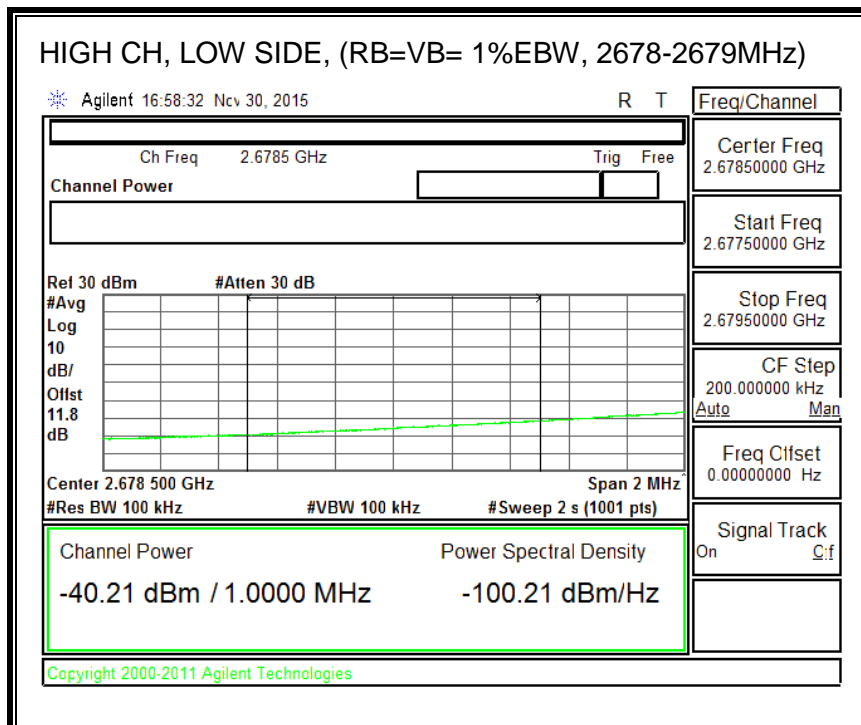 HIGH CH, LOW SIDE, (RB=VB= 1%EBW, 2678-2679MHz)
Agilent 16:58:32 Nov 30, 2015 R T
Ch Freq 2.6785 GHz Trig Free
Channel Power
Ref 30 dBm #Atten 30 dB
#Avg
Log
10
dB/
Offst
11.8
dB
Center 2.678 500 GHz Span 2 MHz
#Res BW 100 kHz #VBW 100 kHz #Sweep 2 s (1001 pts)
Channel Power Power Spectral Density
-40.21 dBm / 1.0000 MHz -100.21 dBm/Hz
Copyright 2000-2011 Agilent Technologies
Freq/Channel
Center Freq
2.67850000 GHz
Start Freq
2.67750000 GHz
Stop Freq
2.67950000 GHz
CF Step
200.000000 kHz
Auto Man
Freq Offset
0.00000000 Hz
Signal Track
On Off